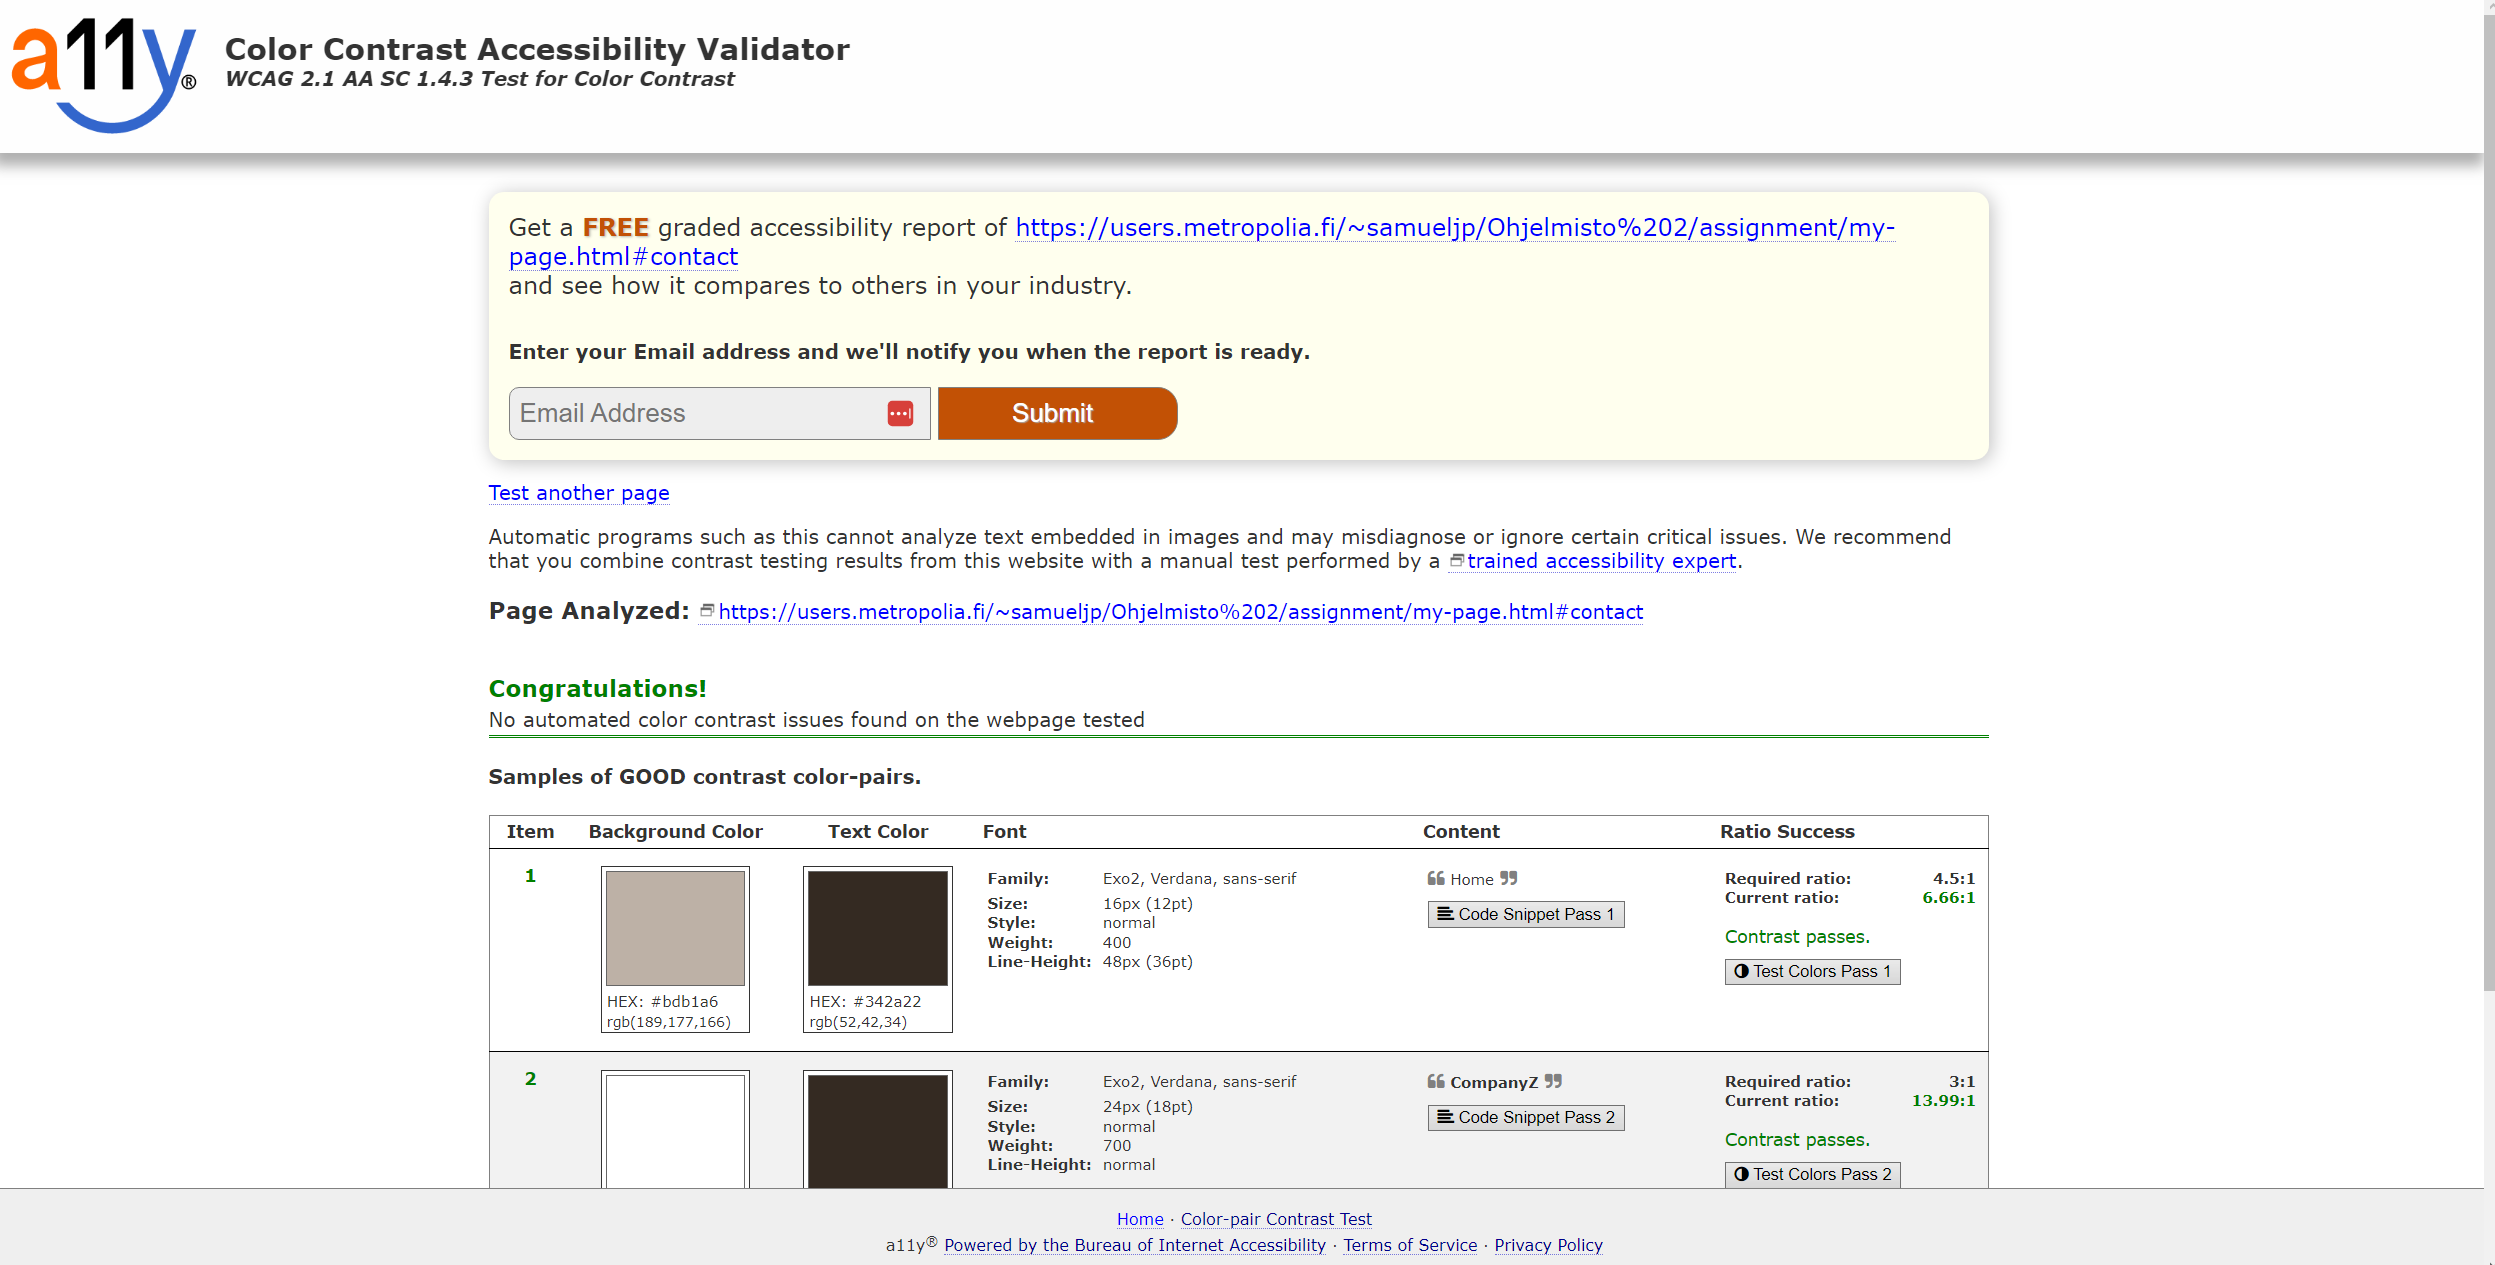 a11y®
Color Contrast Accessibility Validator
WCAG 2.1 AA SC 1.4.3 Test for Color Contrast
Get a FREE graded accessibility report of https://users.metropolia.fi/~samueljp/Ohjelmisto%202/assignment/my-
page.html#contact
and see how it compares to others in your industry.
Enter your Email address and we'll notify you when the report is ready.
Email Address
Submit
Test another page
Automatic programs such as this cannot analyze text embedded in images and may misdiagnose or ignore certain critical issues. We recommend
that you combine contrast testing results from this website with a manual test performed by a trained accessibility expert.
Page Analyzed: https://users.metropolia.fi/~samueljp/Ohjelmisto%202/assignment/my-page.html#contact
Congratulations!
No automated color contrast issues found on the webpage tested
Samples of GOOD contrast color-pairs.
Item Background Color Text Color Font Content Ratio Success
1
HEX: #bdb1a6
rgb(189,177,166)
HEX: #342a22
rgb(52,42,34)
Family: Exo2, Verdana, sans-serif
Size: 16px (12pt)
Style: normal
Weight: 400
Line-Height: 48px (36pt)
❝ Home ❞
Code Snippet Pass 1
Required ratio: 4.5:1
Current ratio: 6.66:1
Contrast passes.
Test Colors Pass 1
2
Family: Exo2, Verdana, sans-serif
Size: 24px (18pt)
Style: normal
Weight: 700
Line-Height: normal
❝ CompanyZ ❞
Code Snippet Pass 2
Required ratio: 3:1
Current ratio: 13.99:1
Contrast passes.
Test Colors Pass 2
Home · Color-pair Contrast Test
a11y® Powered by the Bureau of Internet Accessibility · Terms of Service · Privacy Policy